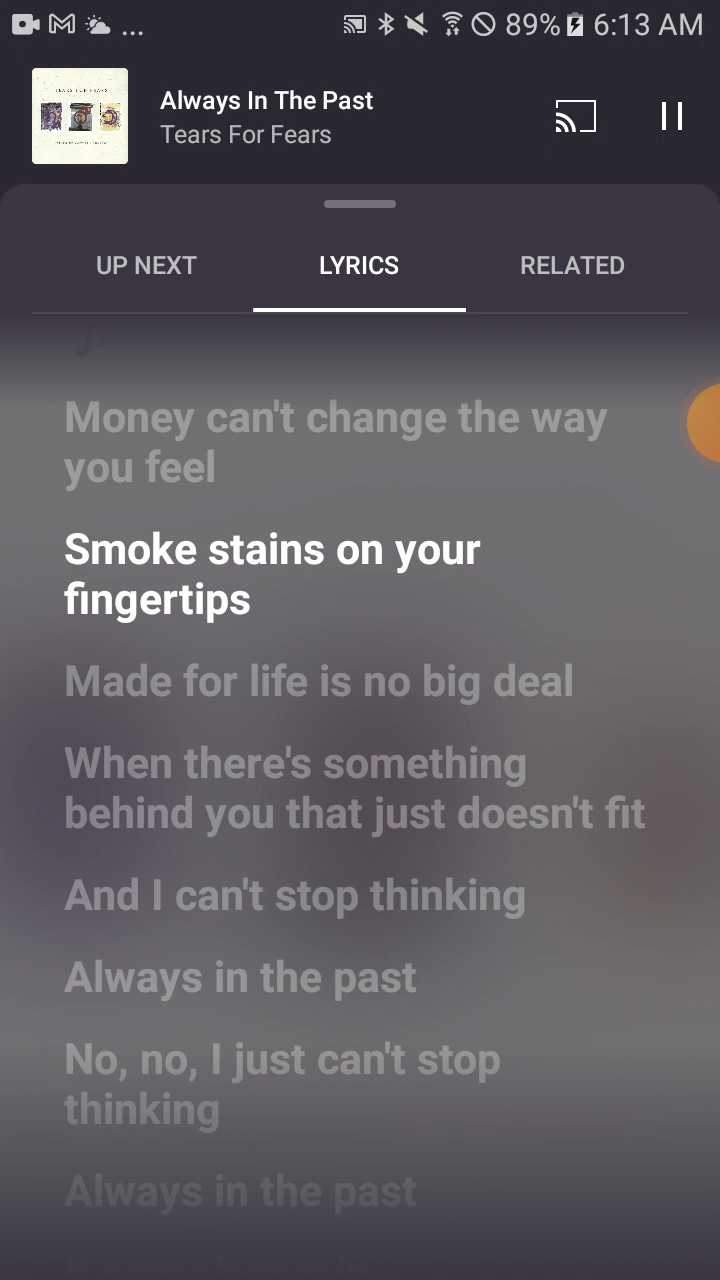 ... 89% 6:13 AM
TEARS FOR FEARS
Always In The Past
Tears For Fears
UP NEXT LYRICS RELATED
Money can't change the way
you feel
Smoke stains on your
fingertips
Made for life is no big deal
When there's something
behind you that just doesn't fit
And I can't stop thinking
Always in the past
No, no, I just can't stop
thinking
Always in the past